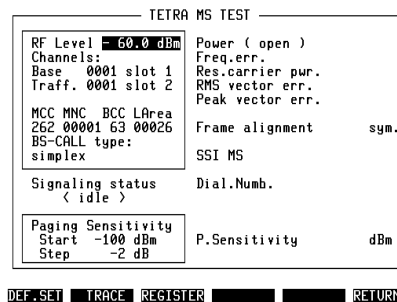 TETRA MS TEST
RF Level - 60.0 dBm
Channels:
Base 0001 slot 1
Traff. 0001 slot 2
MCC MNC BCC LArea
262 00001 63 00026
BS-CALL type:
simplex
Signaling status
< idle >
Paging Sensitivity
Start -100 dBm
Step -2 dB
Power ( open )
Freq.err.
Res.carrier pwr.
RMS vector err.
Peak vector err.
Frame alignment sym.
SSI MS
Dial.Numb.
P.Sensitivity dBm
DEF.SET TRACE REGISTER RETURN